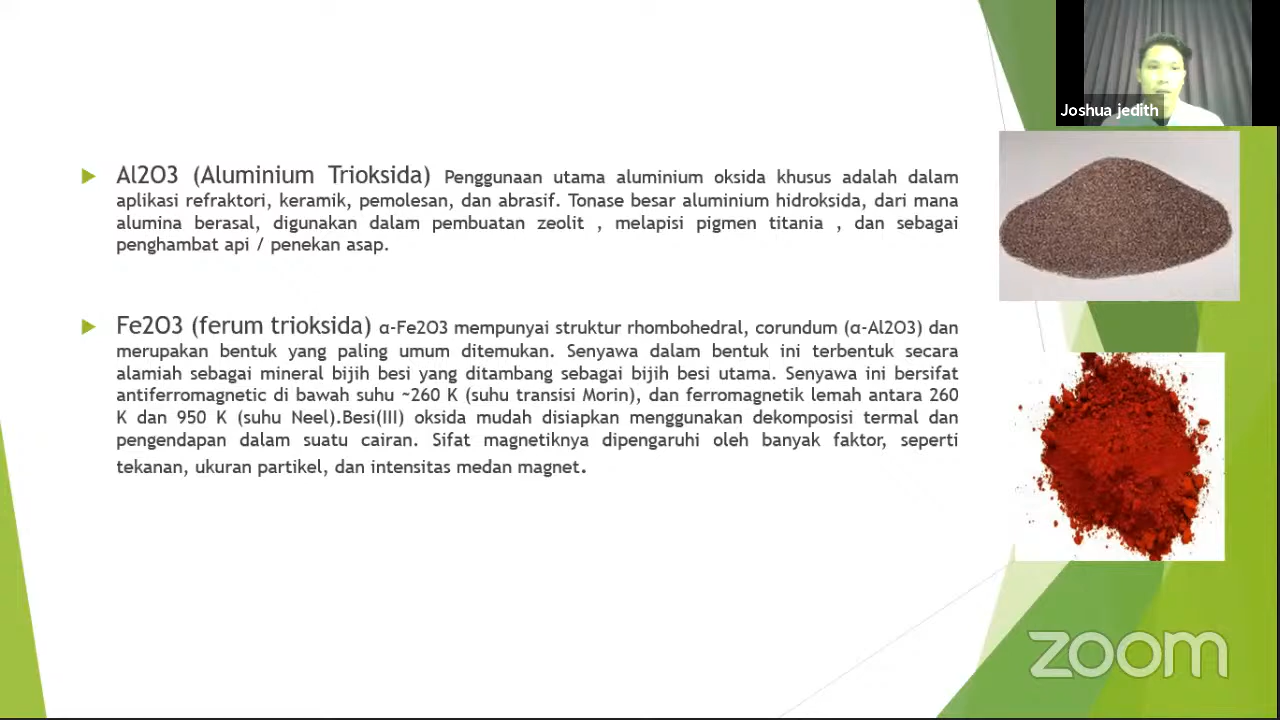 Joshua jedith
Al2O3 (Aluminium Trioksida) Penggunaan utama aluminium oksida khusus adalah dalam
aplikasi refraktori, keramik, pemolesan, dan abrasif. Tonase besar aluminium hidroksida, dari mana
alumina berasal, digunakan dalam pembuatan zeolit , melapisi pigmen titania , dan sebagai
penghambat api / penekan asap.
Fe2O3 (ferum trioksida) α-Fe2O3 mempunyai struktur rhombohedral, corundum (α-Al2O3) dan
merupakan bentuk yang paling umum ditemukan. Senyawa dalam bentuk ini terbentuk secara
alamiah sebagai mineral bijih besi yang ditambang sebagai bijih besi utama. Senyawa ini bersifat
antiferromagnetic di bawah suhu ~260 K (suhu transisi Morin), dan ferromagnetik lemah antara 260
K dan 950 K (suhu Neel).Besi(III) oksida mudah disiapkan menggunakan dekomposisi termal dan
pengendapan dalam suatu cairan. Sifat magnetiknya dipengaruhi oleh banyak faktor, seperti
tekanan, ukuran partikel, dan intensitas medan magnet.
zoom